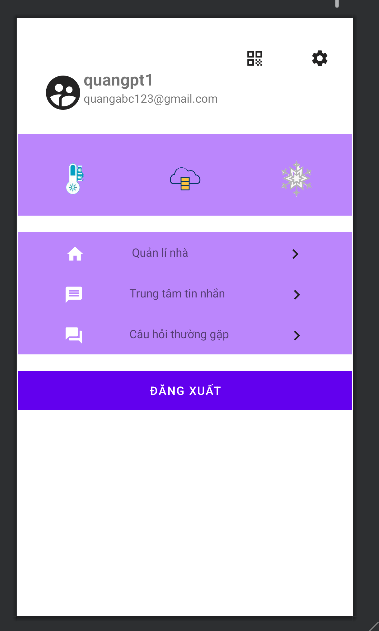 quangpt1
quangabc123@gmail.com
Quản lí nhà
Trung tâm tin nhắn
Câu hỏi thường gặp
ĐĂNG XUẤT